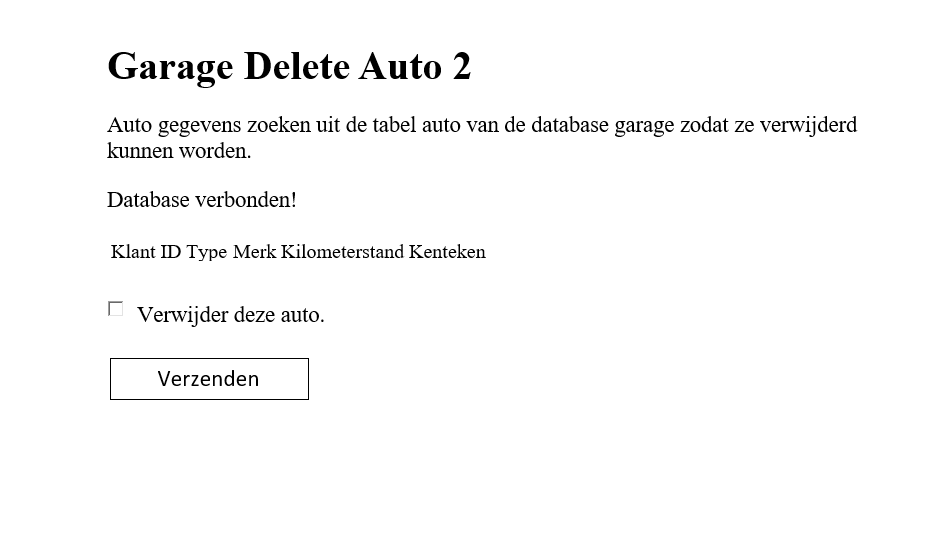 Garage Delete Auto 2
Auto gegevens zoeken uit de tabel auto van de database garage zodat ze verwijderd
kunnen worden.
Database verbonden!
Klant ID Type Merk Kilometerstand Kenteken
Verwijder deze auto.
Verzenden